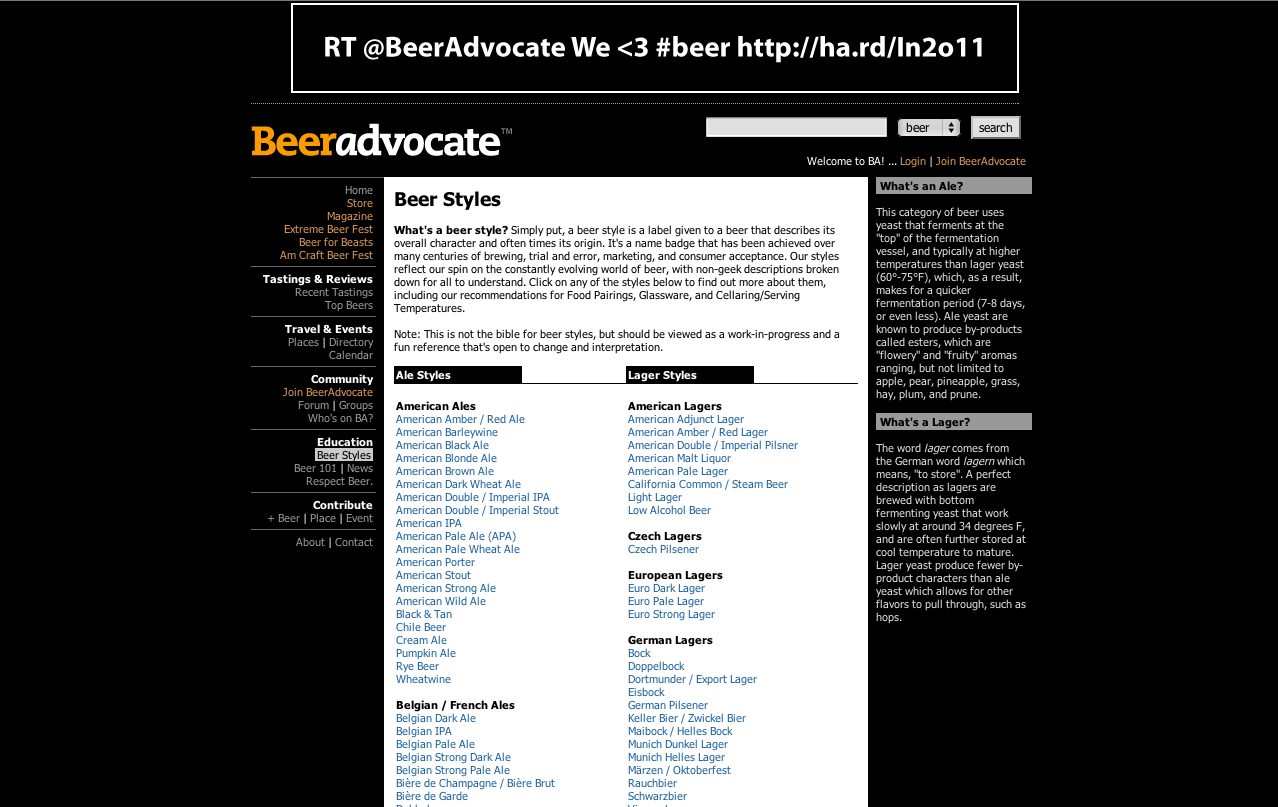 RT @BeerAdvocate We <3 #beer http://ha.rd/In2o11
Beeradvocate™
beer
search
Welcome to BA! ... Login | Join BeerAdvocate
Home
Store
Magazine
Extreme Beer Fest
Beer for Beasts
Am Craft Beer Fest
Tastings & Reviews
Recent Tastings
Top Beers
Travel & Events
Places | Directory
Calendar
Community
Join BeerAdvocate
Forum | Groups
Who's on BA?
Education
Beer Styles
Beer 101 | News
Respect Beer.
Contribute
+ Beer | Place | Event
About | Contact
Beer Styles
What's a beer style? Simply put, a beer style is a label given to a beer that describes its
overall character and often times its origin. It's a name badge that has been achieved over
many centuries of brewing, trial and error, marketing, and consumer acceptance. Our styles
reflect our spin on the constantly evolving world of beer, with non-geek descriptions broken
down for all to understand. Click on any of the styles below to find out more about them,
including our recommendations for Food Pairings, Glassware, and Cellaring/Serving
Temperatures.
Note: This is not the bible for beer styles, but should be viewed as a work-in-progress and a
fun reference that's open to change and interpretation.
Ale Styles
American Ales
American Amber / Red Ale
American Barleywine
American Black Ale
American Blonde Ale
American Brown Ale
American Dark Wheat Ale
American Double / Imperial IPA
American Double / Imperial Stout
American IPA
American Pale Ale (APA)
American Pale Wheat Ale
American Porter
American Stout
American Strong Ale
American Wild Ale
Black & Tan
Chile Beer
Cream Ale
Pumpkin Ale
Rye Beer
Wheatwine
Belgian / French Ales
Belgian Dark Ale
Belgian IPA
Belgian Pale Ale
Belgian Strong Dark Ale
Belgian Strong Pale Ale
Bière de Champagne / Bière Brut
Bière de Garde
Lager Styles
American Lagers
American Adjunct Lager
American Amber / Red Lager
American Double / Imperial Pilsner
American Malt Liquor
American Pale Lager
California Common / Steam Beer
Light Lager
Low Alcohol Beer
Czech Lagers
Czech Pilsener
European Lagers
Euro Dark Lager
Euro Pale Lager
Euro Strong Lager
German Lagers
Bock
Doppelbock
Dortmunder / Export Lager
Eisbock
German Pilsener
Keller Bier / Zwickel Bier
Maibock / Helles Bock
Munich Dunkel Lager
Munich Helles Lager
Märzen / Oktoberfest
Rauchbier
Schwarzbier
What's an Ale?
This category of beer uses
yeast that ferments at the
"top" of the fermentation
vessel, and typically at higher
temperatures than lager yeast
(60°-75°F), which, as a result,
makes for a quicker
fermentation period (7-8 days,
or even less). Ale yeast are
known to produce by-products
called esters, which are
"flowery" and "fruity" aromas
ranging, but not limited to
apple, pear, pineapple, grass,
hay, plum, and prune.
What's a Lager?
The word lager comes from
the German word lagern which
means, "to store". A perfect
description as lagers are
brewed with bottom
fermenting yeast that work
slowly at around 34 degrees F,
and are often further stored at
cool temperature to mature.
Lager yeast produce fewer by-
product characters than ale
yeast which allows for other
flavors to pull through, such as
hops.